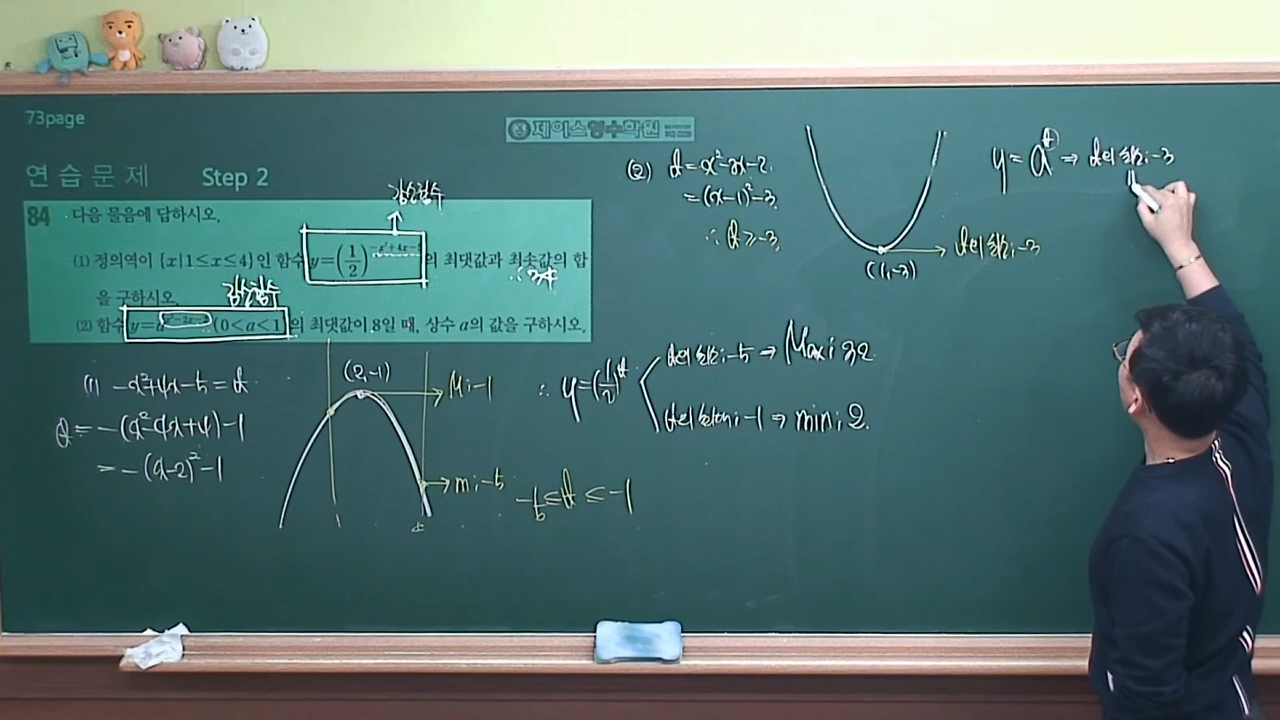 73page
제이스영수학원
연습문제 Step 2
84 다음 물음에 답하시오.
감소함수
(1) 정의역이 {x|1≤x≤4}인 함수 y=(1/2)^{-x²+4x-5}의 최댓값과 최솟값의 합
을 구하시오.
∴ 34
감소함수
(2) 함수 y=a^{x²-2x-2} (0<a<1)의 최댓값이 8일 때, 상수 a의 값을 구하시오.
(1) -x²+4x-5=t
t=-(x²-4x+4)-1
=-(x-2)²-1
(2,-1)
M:-1
m:-5
1
4
-5≤t≤-1
∴ y=(1/2)^t
t의 최소:-5 ⇒ Max: 32
t의 최대:-1 ⇒ min: 2
(2) t=x²-2x-2
=(x-1)²-3
∴ t≥-3
(1,-3)
t의 최소:-3
y=a^t ⇒ t의 최소:-3